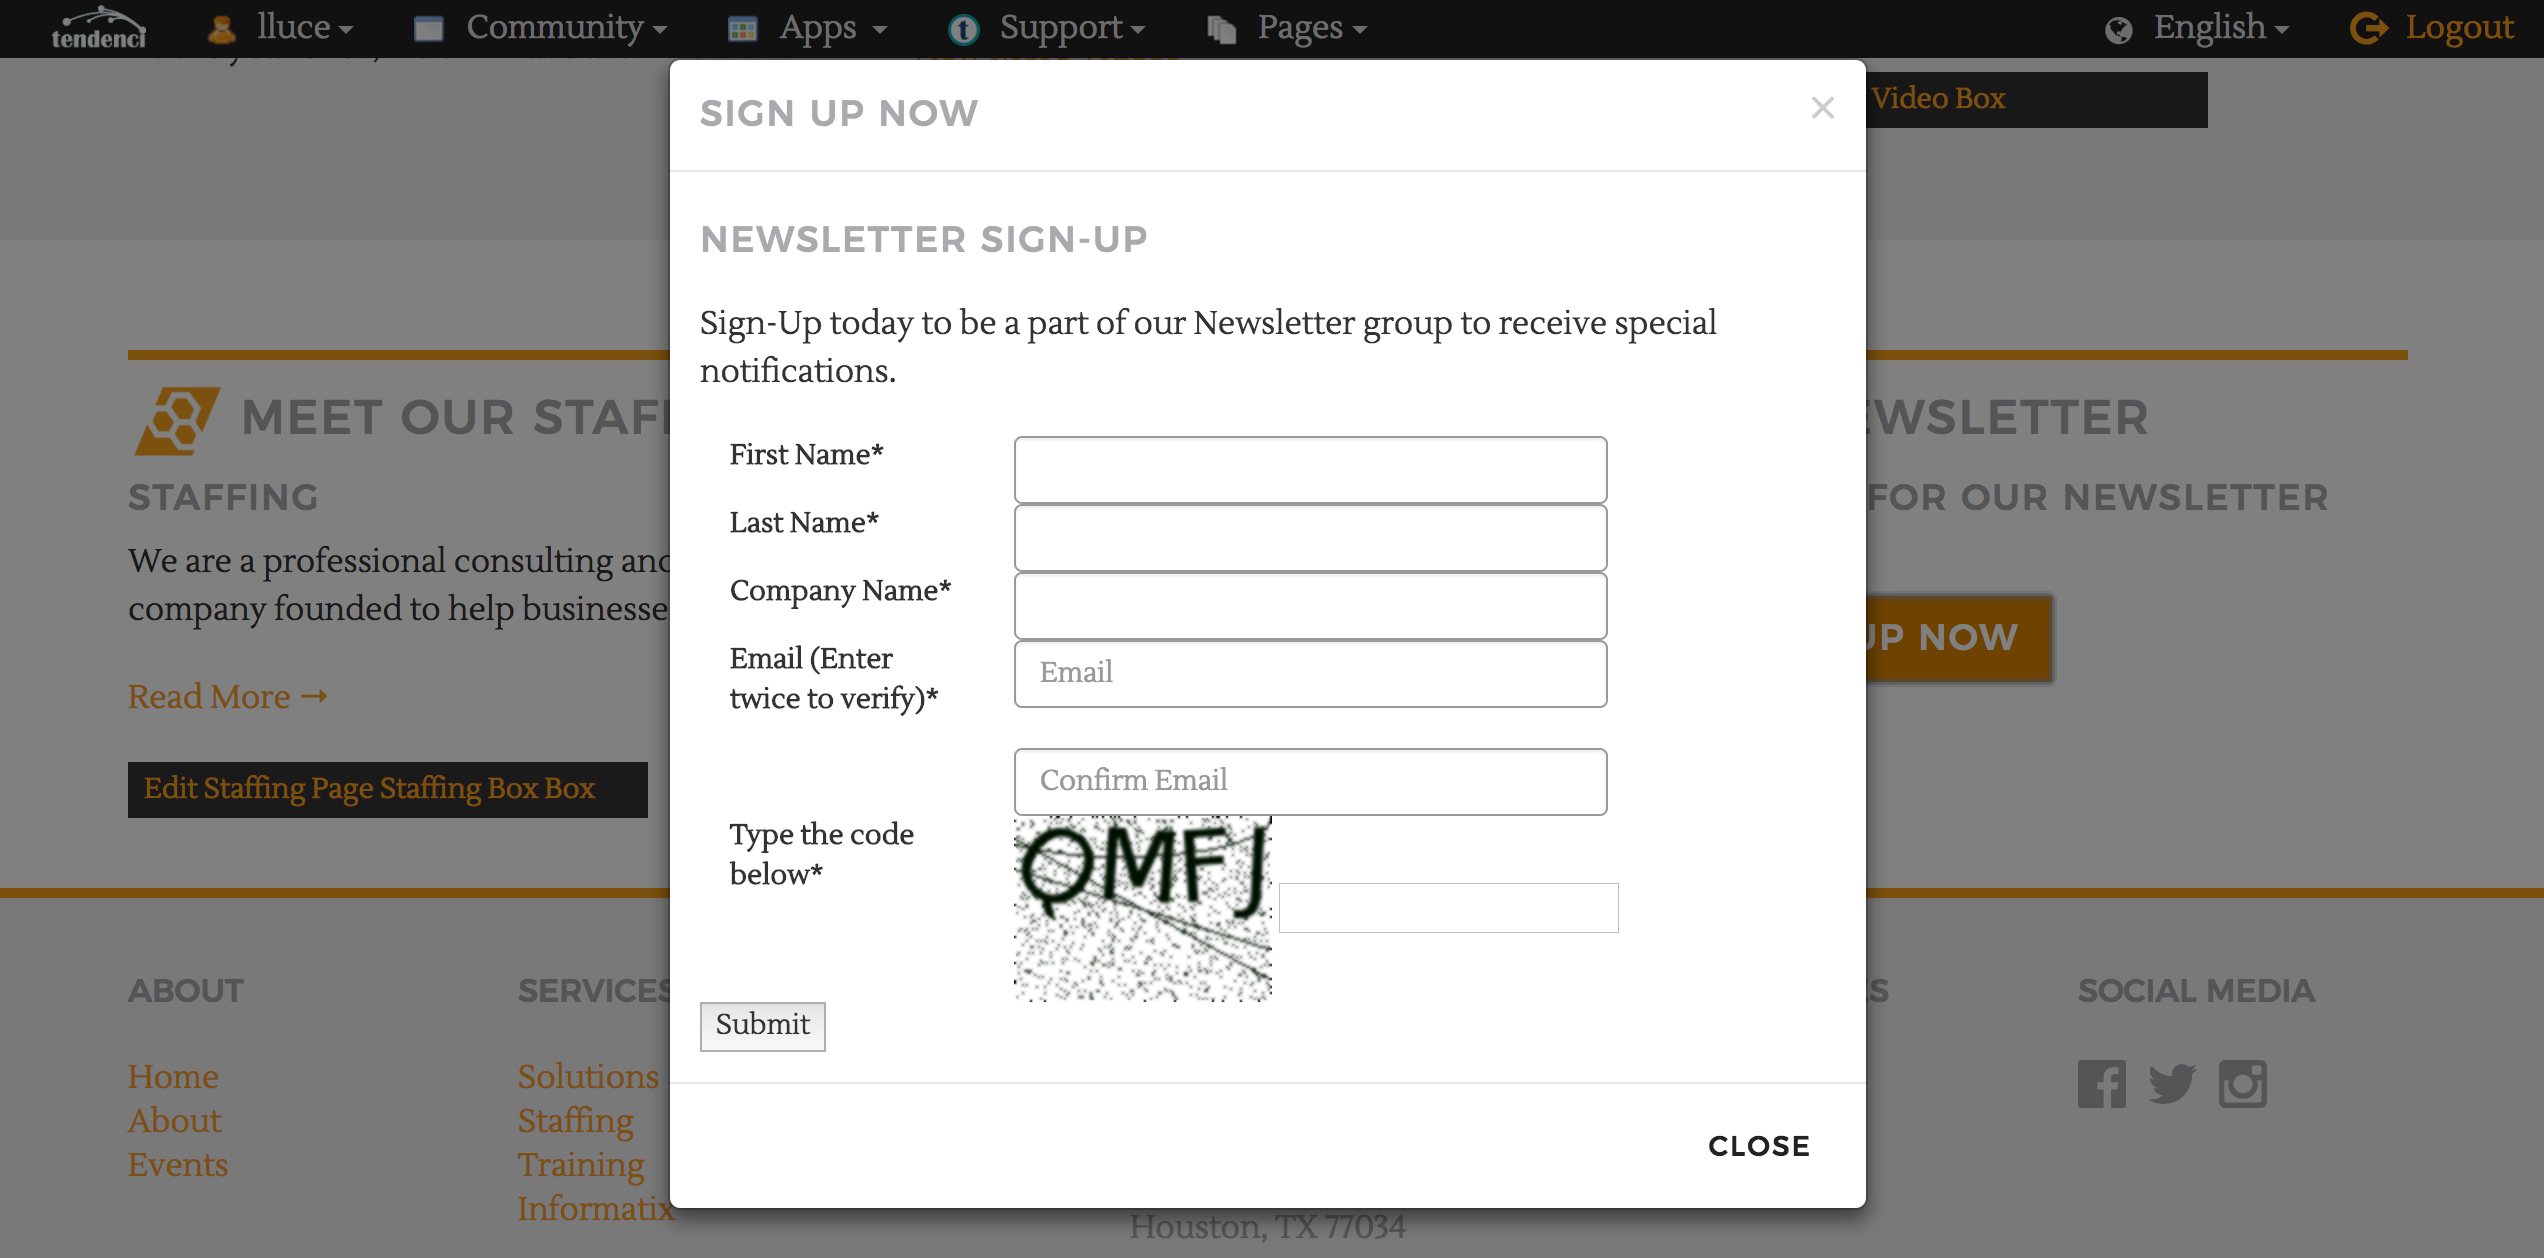 tendenci lluce Community Apps Support Pages English Logout
Video Box
SIGN UP NOW
×
NEWSLETTER SIGN-UP
Sign-Up today to be a part of our Newsletter group to receive special
notifications.
First Name*
Last Name*
Company Name*
Email (Enter
twice to verify)*
Email
Confirm Email
Type the code
below*
QMFJ
Submit
CLOSE
MEET OUR STAFF
STAFFING
We are a professional consulting and
company founded to help businesse
Read More →
Edit Staffing Page Staffing Box Box
EWSLETTER
FOR OUR NEWSLETTER
UP NOW
ABOUT
Home
About
Events
SERVICES
Solutions
Staffing
Training
Informatix
Houston, TX 77034
SOCIAL MEDIA